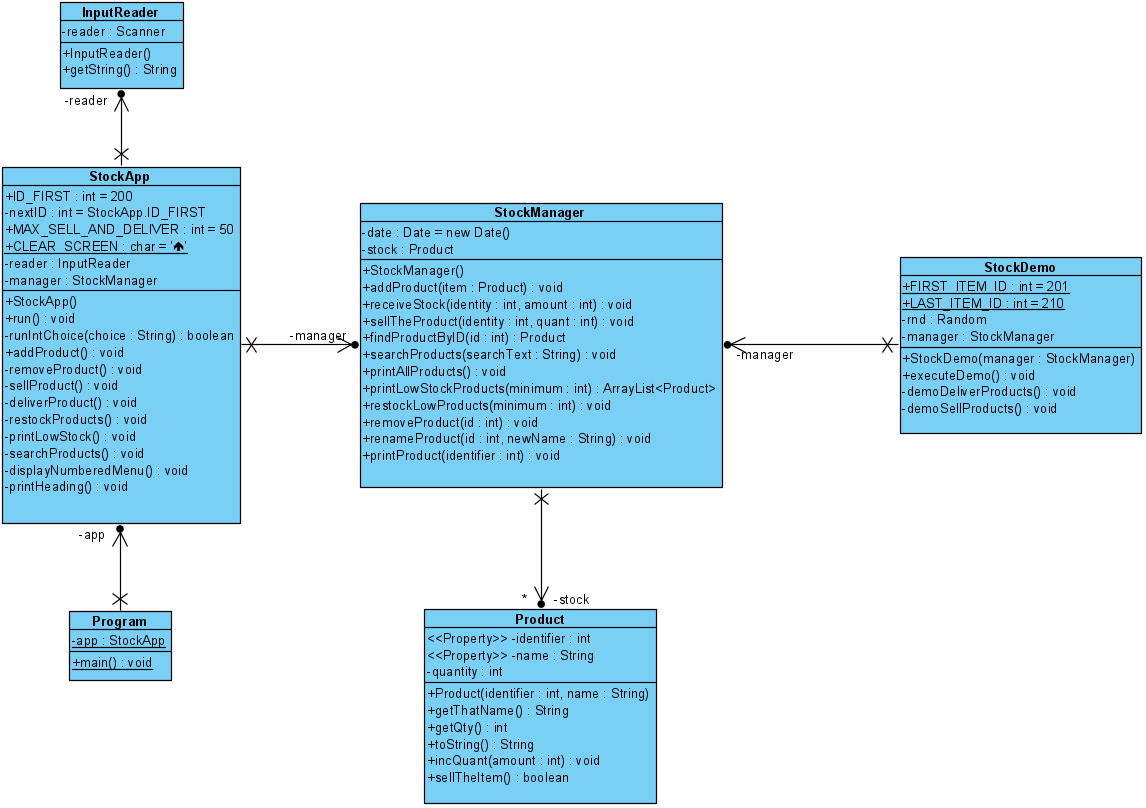 InputReader
-reader : Scanner
+InputReader()
+getString() : String
-reader
StockApp
+ID_FIRST : int = 200
-nextID : int = StockApp.ID_FIRST
+MAX_SELL_AND_DELIVER : int = 50
+CLEAR_SCREEN : char = '🡅'
-reader : InputReader
-manager : StockManager
+StockApp()
+run() : void
-runIntChoice(choice : String) : boolean
+addProduct() : void
-removeProduct() : void
-sellProduct() : void
-deliverProduct() : void
-restockProducts() : void
-printLowStock() : void
-searchProducts() : void
-displayNumberedMenu() : void
-printHeading() : void
-app
Program
-app : StockApp
+main() : void
-manager
StockManager
-date : Date = new Date()
-stock : Product
+StockManager()
+addProduct(item : Product) : void
+receiveStock(identity : int, amount : int) : void
+sellTheProduct(identity : int, quant : int) : void
+findProductByID(id : int) : Product
+searchProducts(searchText : String) : void
+printAllProducts() : void
+printLowStockProducts(minimum : int) : ArrayList<Product>
+restockLowProducts(minimum : int) : void
+removeProduct(id : int) : void
+renameProduct(id : int, newName : String) : void
+printProduct(identifier : int) : void
-manager
StockDemo
+FIRST_ITEM_ID : int = 201
+LAST_ITEM_ID : int = 210
-rnd : Random
-manager : StockManager
+StockDemo(manager : StockManager)
+executeDemo() : void
-demoDeliverProducts() : void
-demoSellProducts() : void
* -stock
Product
<<Property>> -identifier : int
<<Property>> -name : String
-quantity : int
+Product(identifier : int, name : String)
+getThatName() : String
+getQty() : int
+toString() : String
+incQuant(amount : int) : void
+sellTheItem() : boolean